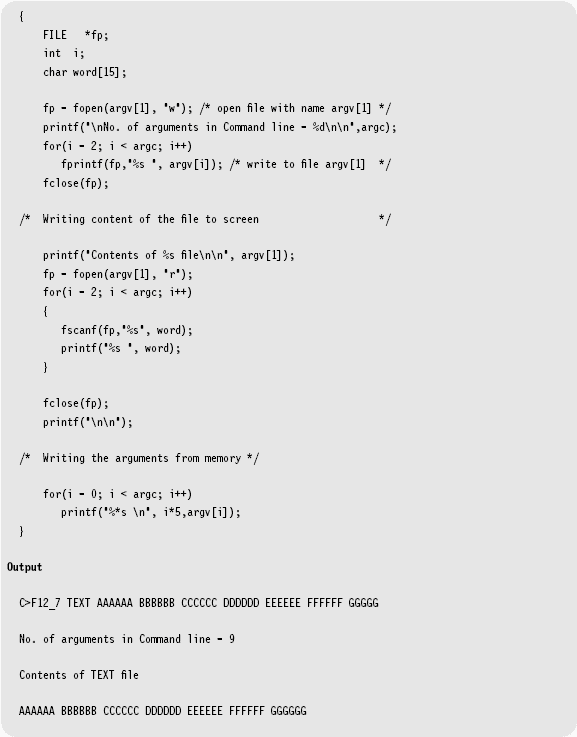 {
FILE *fp;
int i;
char word[15];
fp = fopen(argv[1], "w"); /* open file with name argv[1] */
printf("\nNo. of arguments in Command line = %d\n\n",argc);
for(i = 2; i < argc; i++)
fprintf(fp,"%s ", argv[i]); /* write to file argv[1] */
fclose(fp);
/* Writing content of the file to screen */
printf("Contents of %s file\n\n", argv[1]);
fp = fopen(argv[1], "r");
for(i = 2; i < argc; i++)
{
fscanf(fp,"%s", word);
printf("%s ", word);
}
fclose(fp);
printf("\n\n");
/* Writing the arguments from memory */
for(i = 0; i < argc; i++)
printf("%*s \n", i*5,argv[i]);
}
Output
C>F12_7 TEXT AAAAAA BBBBBB CCCCCC DDDDDD EEEEEE FFFFFF GGGGG
No. of arguments in Command line = 9
Contents of TEXT file
AAAAAA BBBBBB CCCCCC DDDDDD EEEEEE FFFFFF GGGGGG